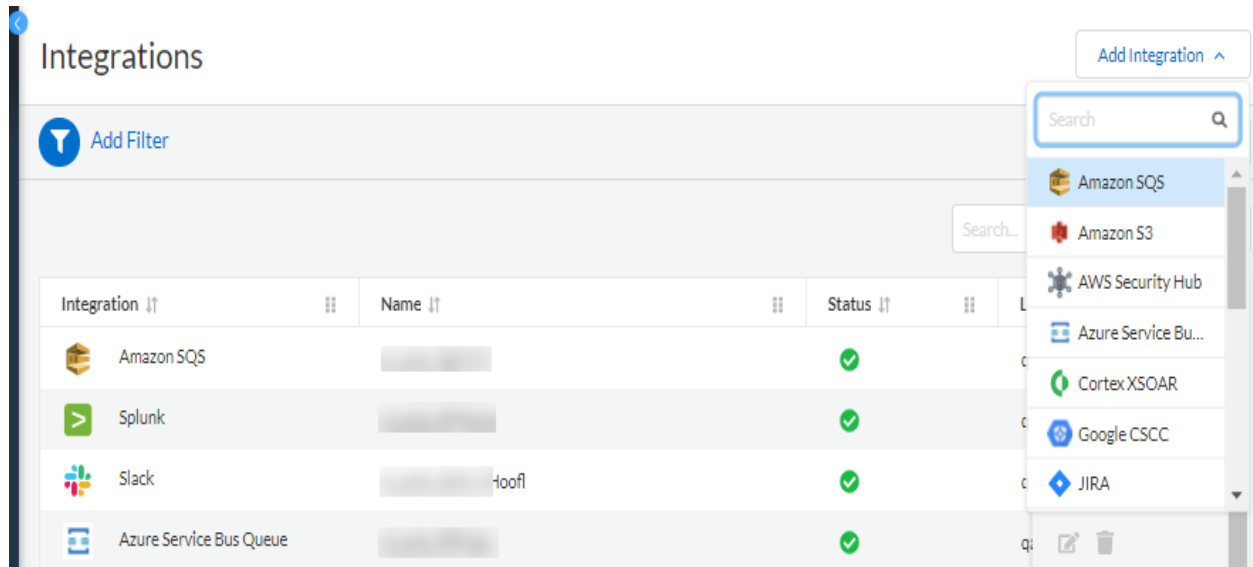 Integrations
Add Integration
Add Filter
Search
Amazon SQS
Amazon S3
AWS Security Hub
Azure Service Bu...
Cortex XSOAR
Google CSCC
JIRA
Search...
Integration Name Status L
Amazon SQS
Splunk
Slack Hoofl
Azure Service Bus Queue